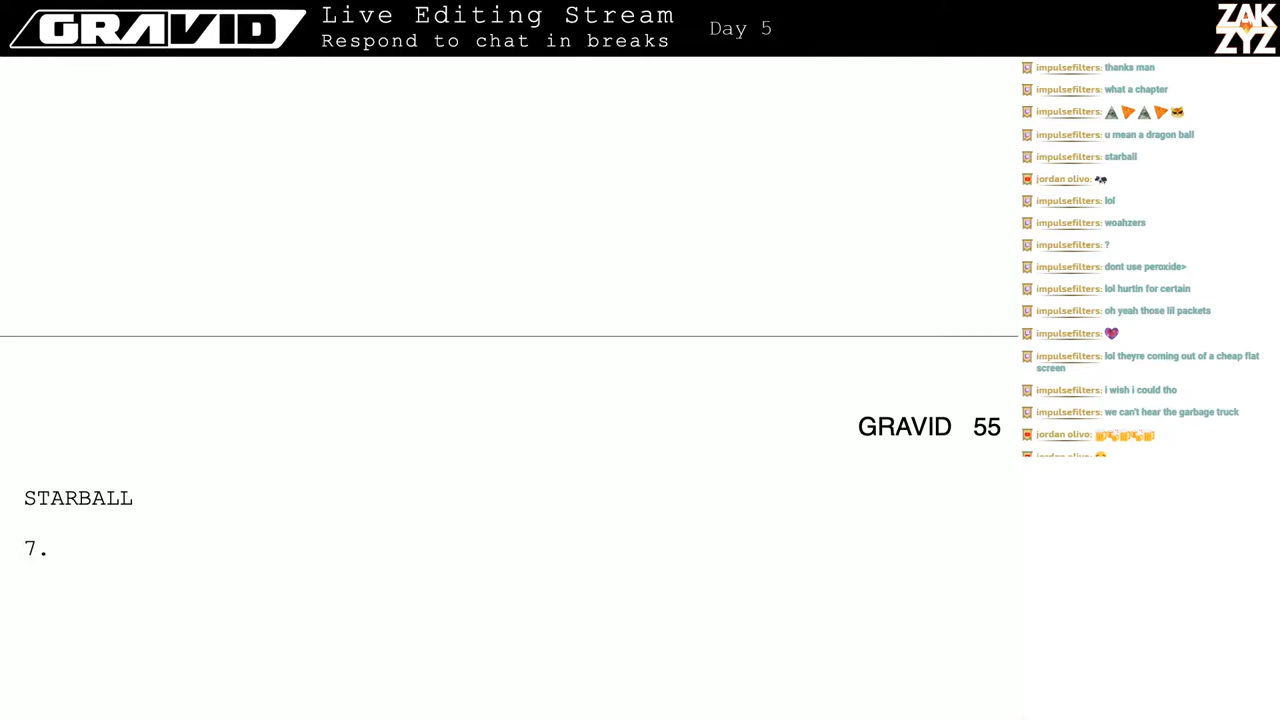 GRAVID
Live Editing Stream
Respond to chat in breaks
Day 5
ZAK
ZYZ
impulsefilters: thanks man
impulsefilters: what a chapter
impulsefilters:
impulsefilters: u mean a dragon ball
impulsefilters: starball
jordan olivo:
impulsefilters: lol
impulsefilters: woahzers
impulsefilters: ?
impulsefilters: dont use peroxide>
impulsefilters: lol hurtin for certain
impulsefilters: oh yeah those lil packets
impulsefilters:
impulsefilters: lol theyre coming out of a cheap flat
screen
impulsefilters: i wish i could tho
impulsefilters: we can't hear the garbage truck
jordan olivo:
jordan olivo:
GRAVID 55
STARBALL
7.